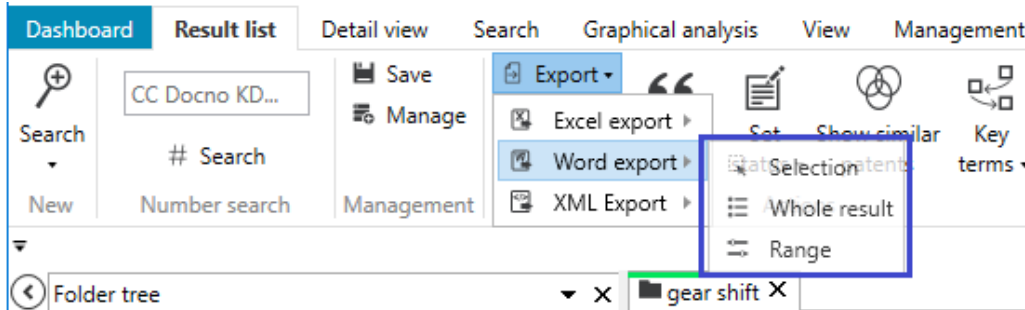 Dashboard Result list Detail view Search Graphical analysis View Management
Save Export
CC Docno KD...
Manage Excel export
Search Set Show similar Key
# Search Word export Selection terms
patents
New Number search Management XML Export Whole result
Range
Folder tree gear shift